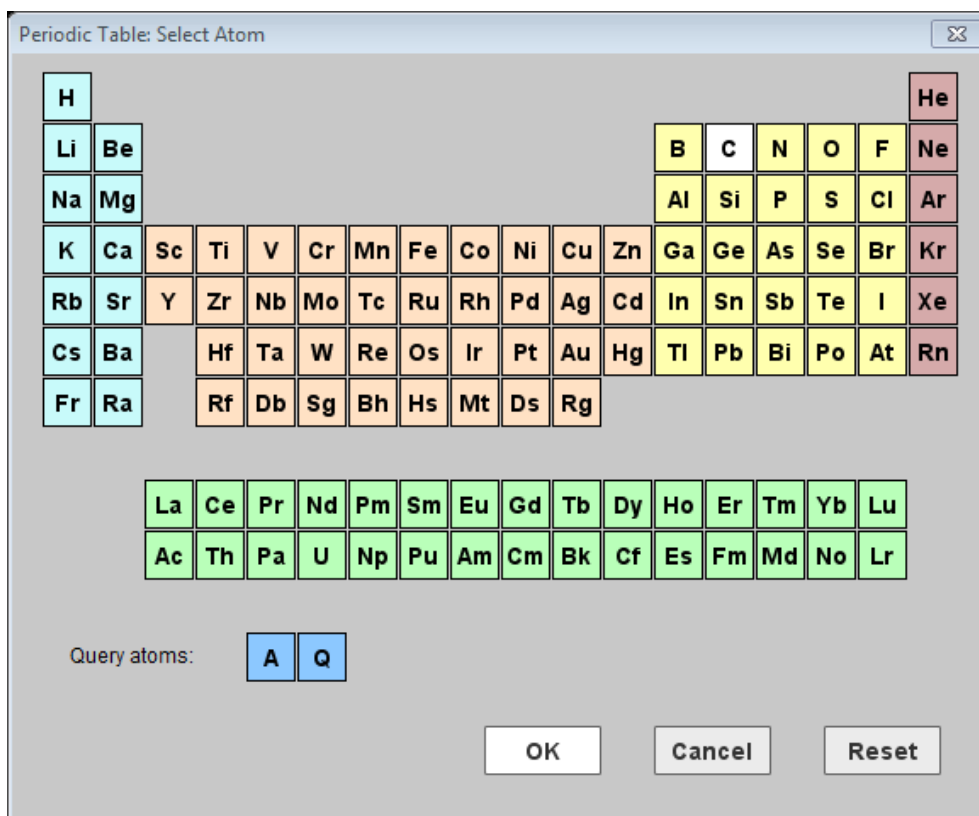 Periodic Table: Select Atom
H He
Li Be B C N O F Ne
Na Mg Al Si P S Cl Ar
K Ca Sc Ti V Cr Mn Fe Co Ni Cu Zn Ga Ge As Se Br Kr
Rb Sr Y Zr Nb Mo Tc Ru Rh Pd Ag Cd In Sn Sb Te I Xe
Cs Ba Hf Ta W Re Os Ir Pt Au Hg Tl Pb Bi Po At Rn
Fr Ra Rf Db Sg Bh Hs Mt Ds Rg
La Ce Pr Nd Pm Sm Eu Gd Tb Dy Ho Er Tm Yb Lu
Ac Th Pa U Np Pu Am Cm Bk Cf Es Fm Md No Lr
Query atoms: A Q
OK Cancel Reset